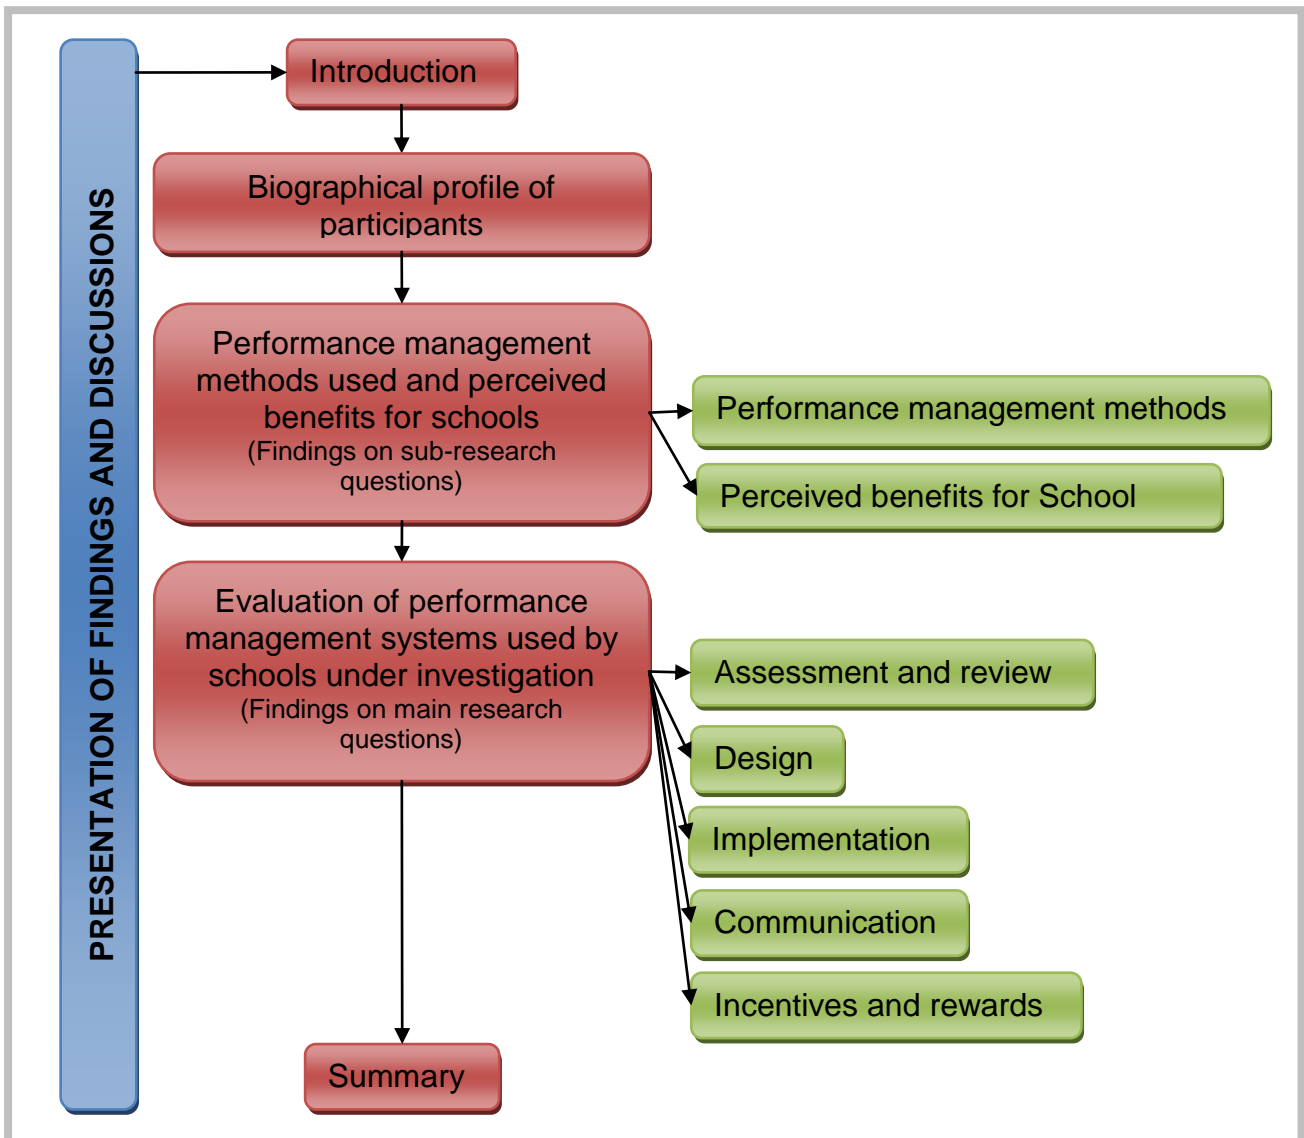 PRESENTATION OF FINDINGS AND DISCUSSIONS
Introduction
Biographical profile of
participants
Performance management
methods used and perceived
benefits for schools
(Findings on sub-research
questions)
Performance management methods
Perceived benefits for School
Evaluation of performance
management systems used by
schools under investigation
(Findings on main research
questions)
Assessment and review
Design
Implementation
Communication
Incentives and rewards
Summary